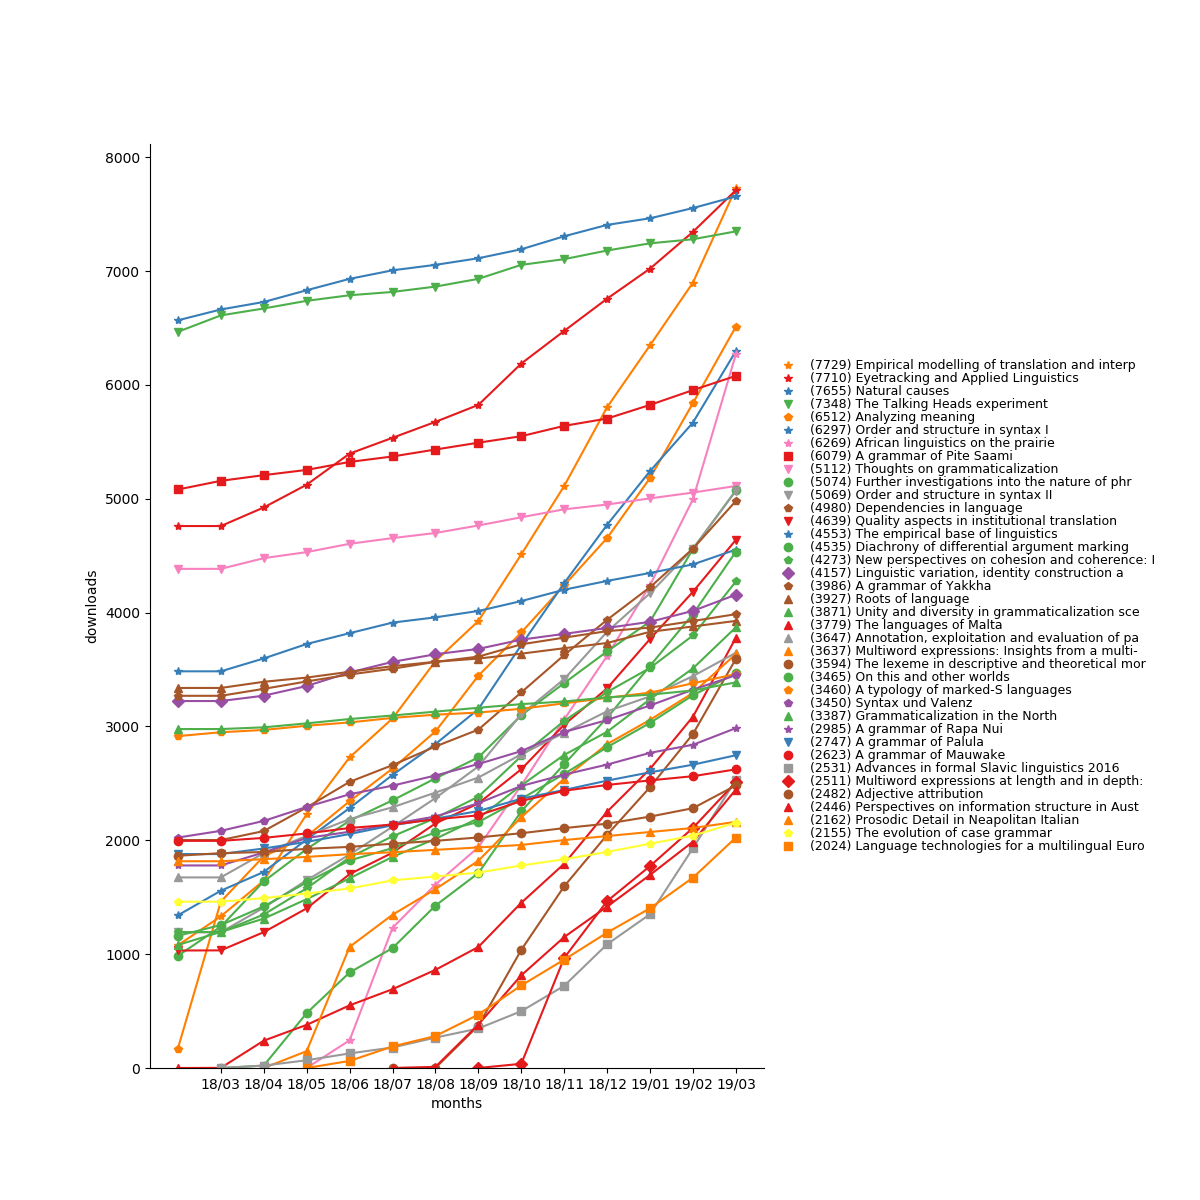 8000
7000
6000
5000
4000
3000
2000
1000
0
downloads
18/03 18/04 18/05 18/06 18/07 18/08 18/09 18/10 18/11 18/12 19/01 19/02 19/03
months
(7729) Empirical modelling of translation and interp
(7710) Eyetracking and Applied Linguistics
(7655) Natural causes
(7348) The Talking Heads experiment
(6512) Analyzing meaning
(6297) Order and structure in syntax I
(6269) African linguistics on the prairie
(6079) A grammar of Pite Saami
(5112) Thoughts on grammaticalization
(5074) Further investigations into the nature of phr
(5069) Order and structure in syntax II
(4980) Dependencies in language
(4639) Quality aspects in institutional translation
(4553) The empirical base of linguistics
(4535) Diachrony of differential argument marking
(4273) New perspectives on cohesion and coherence: I
(4157) Linguistic variation, identity construction a
(3986) A grammar of Yakkha
(3927) Roots of language
(3871) Unity and diversity in grammaticalization sce
(3779) The languages of Malta
(3647) Annotation, exploitation and evaluation of pa
(3637) Multiword expressions: Insights from a multi-
(3594) The lexeme in descriptive and theoretical mor
(3465) On this and other worlds
(3460) A typology of marked-S languages
(3450) Syntax und Valenz
(3387) Grammaticalization in the North
(2985) A grammar of Rapa Nui
(2747) A grammar of Palula
(2623) A grammar of Mauwake
(2531) Advances in formal Slavic linguistics 2016
(2511) Multiword expressions at length and in depth:
(2482) Adjective attribution
(2446) Perspectives on information structure in Aust
(2162) Prosodic Detail in Neapolitan Italian
(2155) The evolution of case grammar
(2024) Language technologies for a multilingual Euro